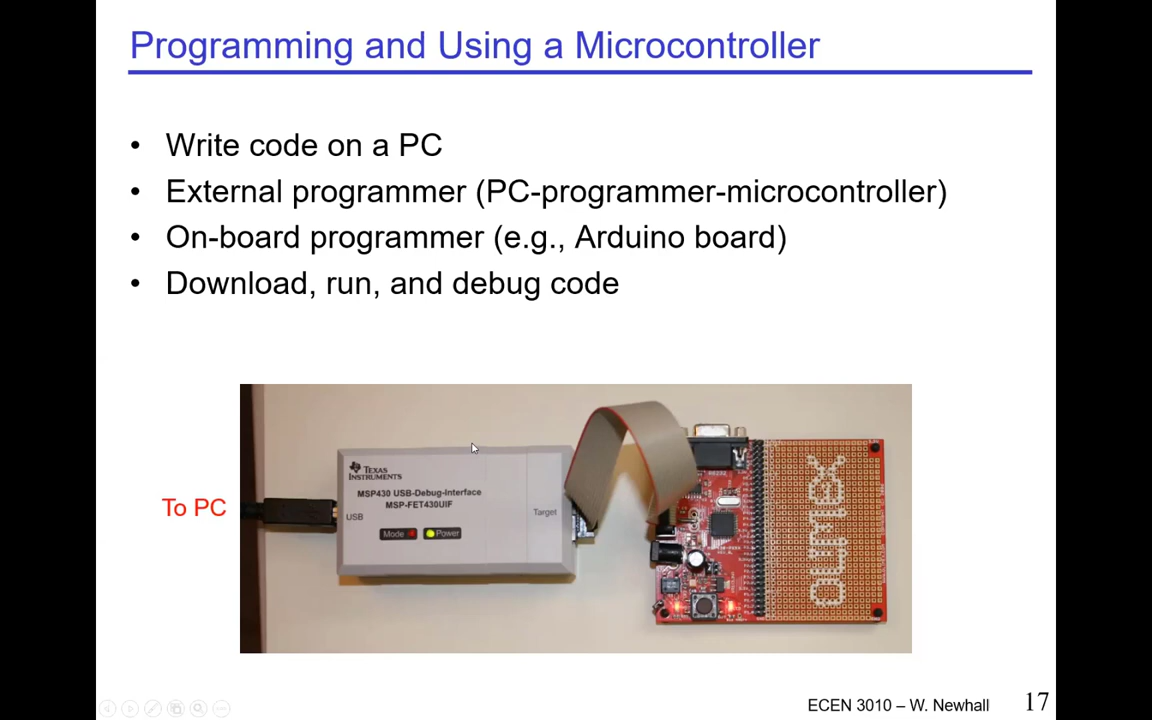 Programming and Using a Microcontroller
• Write code on a PC
• External programmer (PC-programmer-microcontroller)
• On-board programmer (e.g., Arduino board)
• Download, run, and debug code
To PC
TEXAS
INSTRUMENTS
MSP430 USB-Debug-Interface
MSP-FET430UIF
USB
Target
Mode
Power
OLIMEX
ECEN 3010 – W. Newhall
17